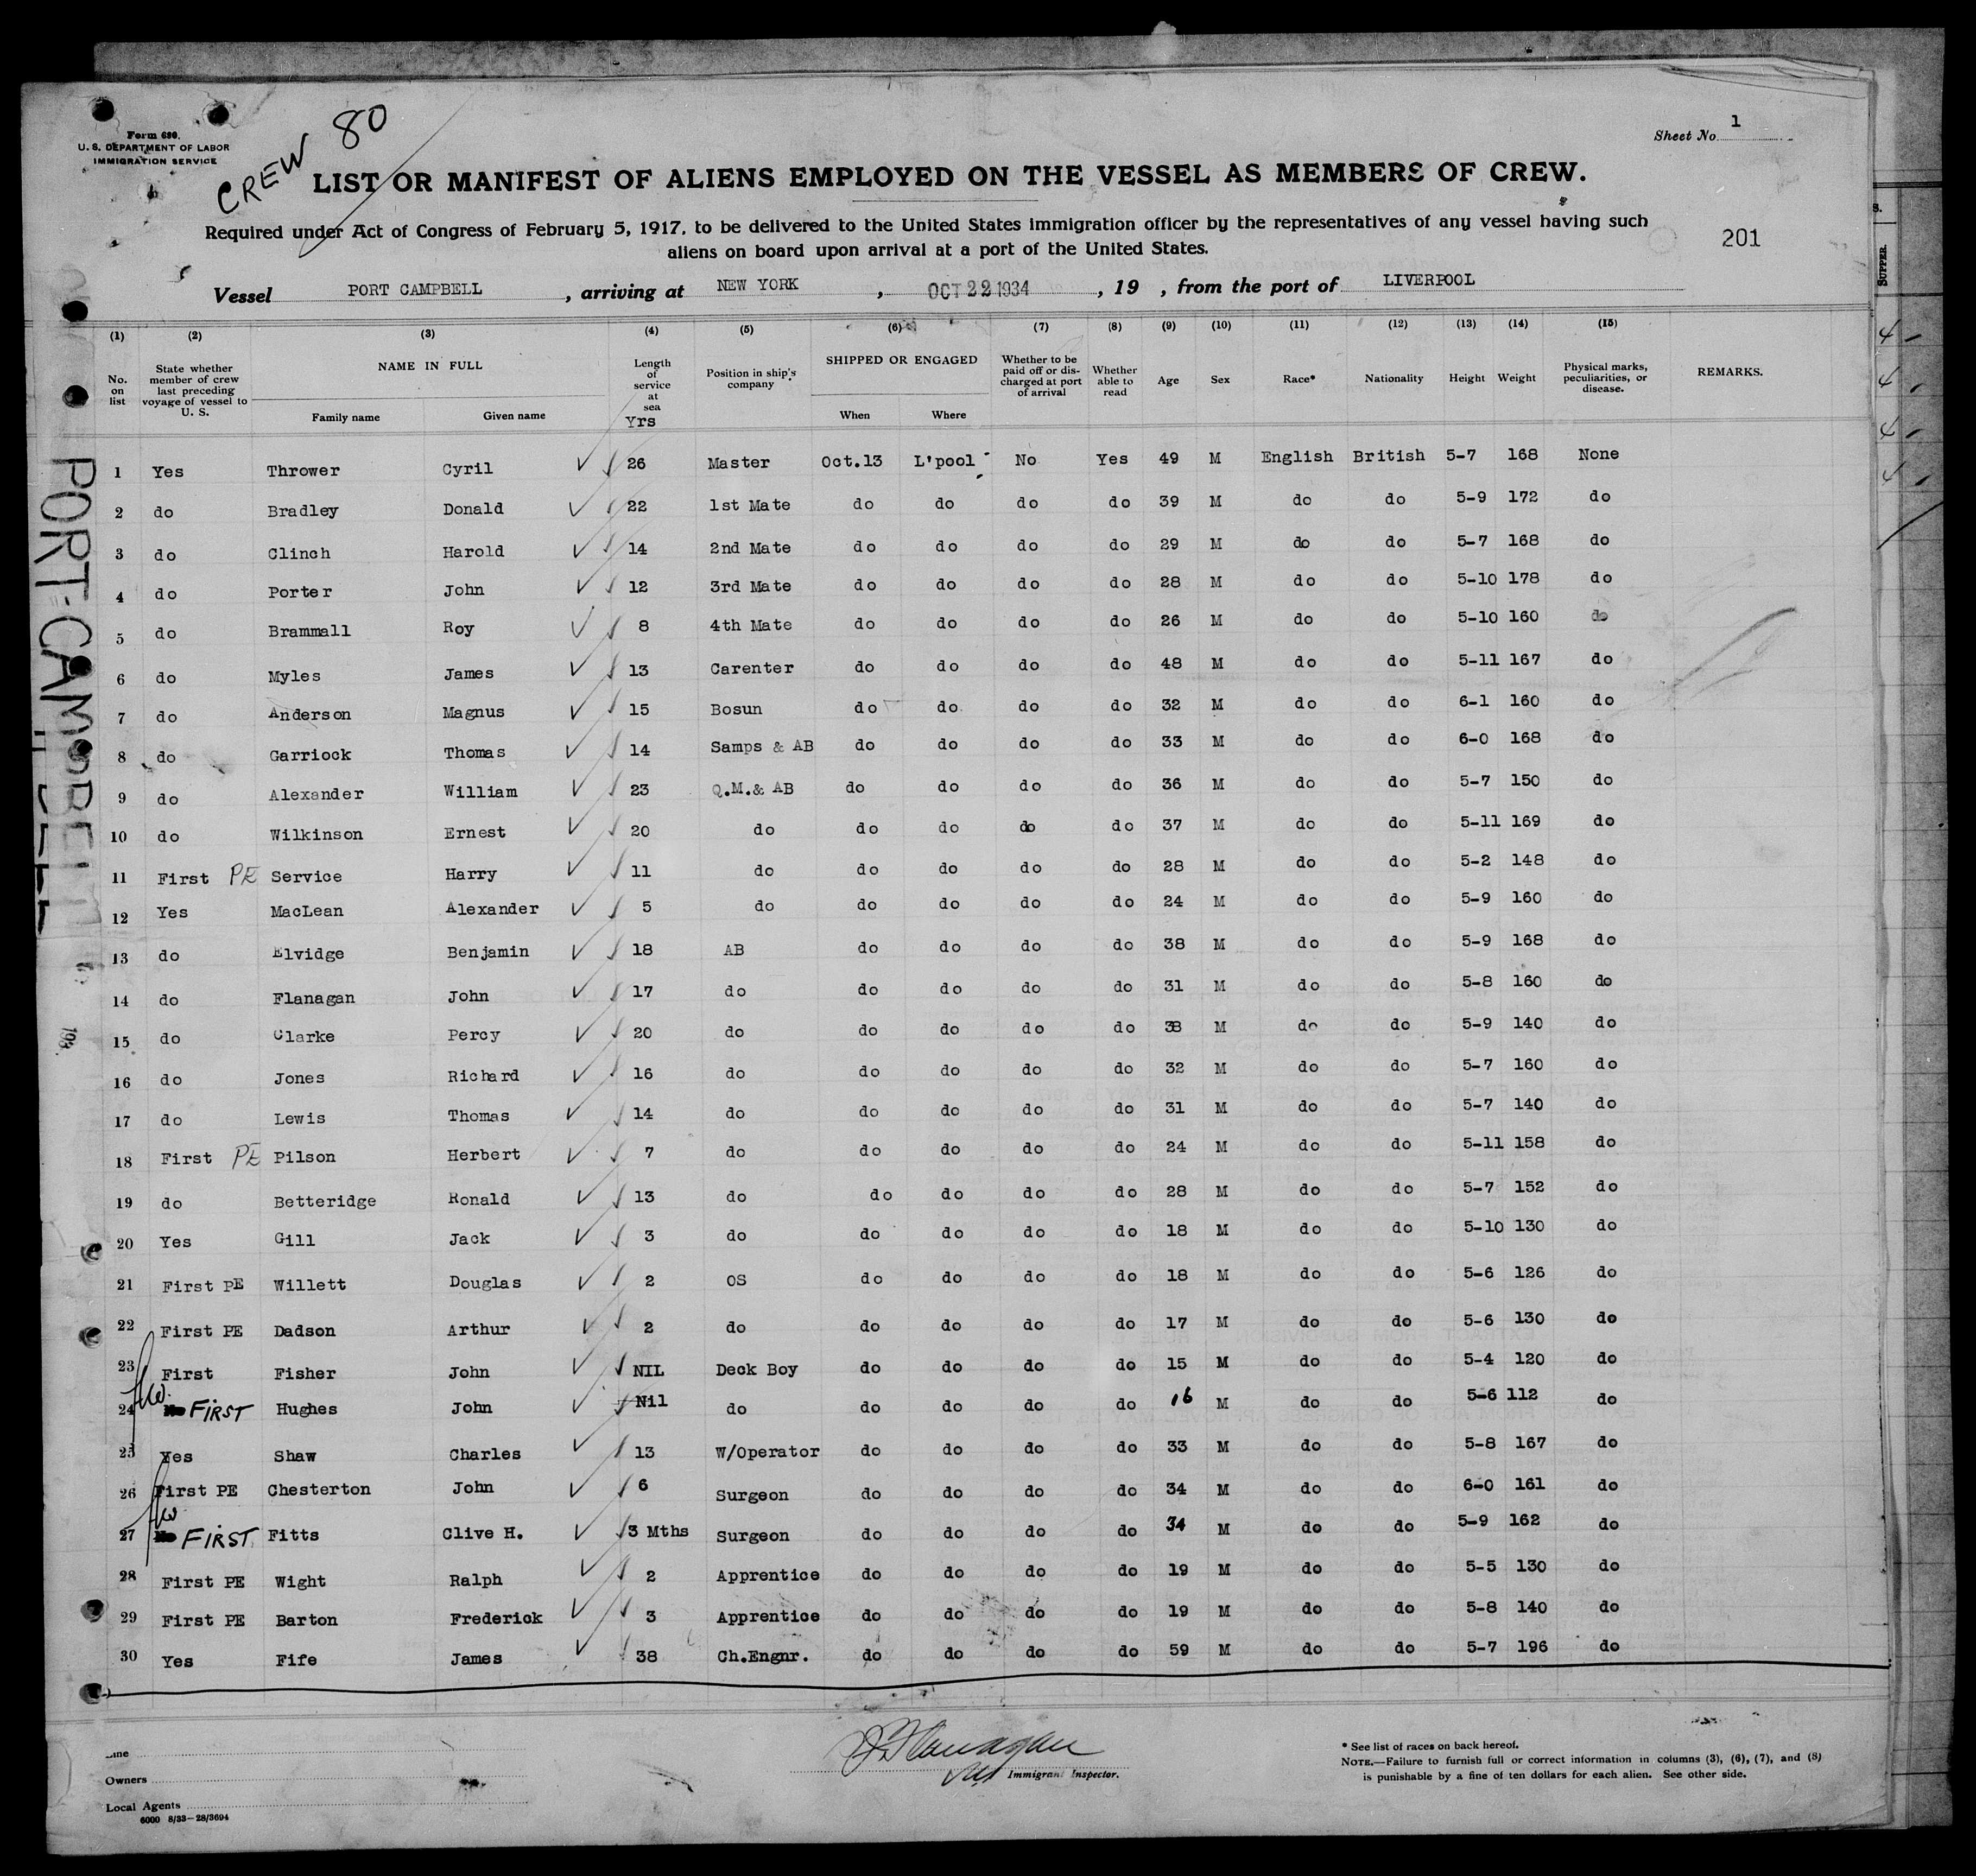 CREW 80
Form 680.
U. S. DEPARTMENT OF LABOR
IMMIGRATION SERVICE
Sheet No. 1
LIST OR MANIFEST OF ALIENS EMPLOYED ON THE VESSEL AS MEMBERS OF CREW.
Required under Act of Congress of February 5, 1917, to be delivered to the United States immigration officer by the representatives of any vessel having such
aliens on board upon arrival at a port of the United States.
201
Vessel PORT CAMPBELL, arriving at NEW YORK, OCT 22 1934, 19 , from the port of LIVERPOOL
(1) (2) (3) (4) (5) (6) (7) (8) (9) (10) (11) (12) (13) (14) (15)
No. on list State whether member of crew last preceding voyage of vessel to U. S. NAME IN FULL Family name Given name Length of service at sea Yrs Position in ship's company SHIPPED OR ENGAGED When Where Whether to be paid off or discharged at port of arrival Whether able to read Age Sex Race* Nationality Height Weight Physical marks, peculiarities, or disease. REMARKS.
1 Yes Thrower Cyril 26 Master Oct.13 L'pool No Yes 49 M English British 5-7 168 None
2 do Bradley Donald 22 1st Mate do do do do 39 M do do 5-9 172 do
3 do Clinch Harold 14 2nd Mate do do do do 29 M do do 5-7 168 do
4 do Porter John 12 3rd Mate do do do do 28 M do do 5-10 178 do
5 do Brammall Roy 8 4th Mate do do do do 26 M do do 5-10 160 do
6 do Myles James 13 Carenter do do do do 48 M do do 5-11 167 do
7 do Anderson Magnus 15 Bosun do do do do 32 M do do 6-1 160 do
8 do Garriock Thomas 14 Samps & AB do do do do 33 M do do 6-0 168 do
9 do Alexander William 23 Q.M.& AB do do do do 36 M do do 5-7 150 do
10 do Wilkinson Ernest 20 do do do do do 37 M do do 5-11 169 do
11 First PE Service Harry 11 do do do do do 28 M do do 5-2 148 do
12 Yes MacLean Alexander 5 do do do do do 24 M do do 5-9 160 do
13 do Elvidge Benjamin 18 AB do do do do 38 M do do 5-9 168 do
14 do Flanagan John 17 do do do do do 31 M do do 5-8 160 do
15 do Clarke Percy 20 do do do do do 38 M do do 5-9 140 do
16 do Jones Richard 16 do do do do do 32 M do do 5-7 160 do
17 do Lewis Thomas 14 do do do do do 31 M do do 5-7 140 do
18 First PE Pilson Herbert 7 do do do do do 24 M do do 5-11 158 do
19 do Betteridge Ronald 13 do do do do do 28 M do do 5-7 152 do
20 Yes Gill Jack 3 do do do do do 18 M do do 5-10 130 do
21 First PE Willett Douglas 2 OS do do do do 18 M do do 5-6 126 do
22 First PE Dadson Arthur 2 do do do do do 17 M do do 5-6 130 do
23 First Fisher John NIL Deck Boy do do do do 15 M do do 5-4 120 do
24 FIRST Hughes John Nil do do do do do 16 M do do 5-6 112 do
25 Yes Shaw Charles 13 W/Operator do do do do 33 M do do 5-8 167 do
26 First PE Chesterton John 6 Surgeon do do do do 34 M do do 6-0 161 do
27 FIRST Fitts Clive H. 3 Mths Surgeon do do do do 34 M do do 5-9 162 do
28 First PE Wight Ralph 2 Apprentice do do do do 19 M do do 5-5 130 do
29 First PE Barton Frederick 3 Apprentice do do do do 19 M do do 5-8 140 do
30 Yes Fife James 38 Ch.Engnr. do do do do 59 M do do 5-7 196 do
PORT CAMPBELL
SUPPER.
Line
Owners
Local Agents
6000 8/33-28/3694
J Flanagan
Immigrant Inspector.
* See list of races on back hereof.
NOTE.—Failure to furnish full or correct information in columns (3), (6), (7), and (8)
is punishable by a fine of ten dollars for each alien. See other side.